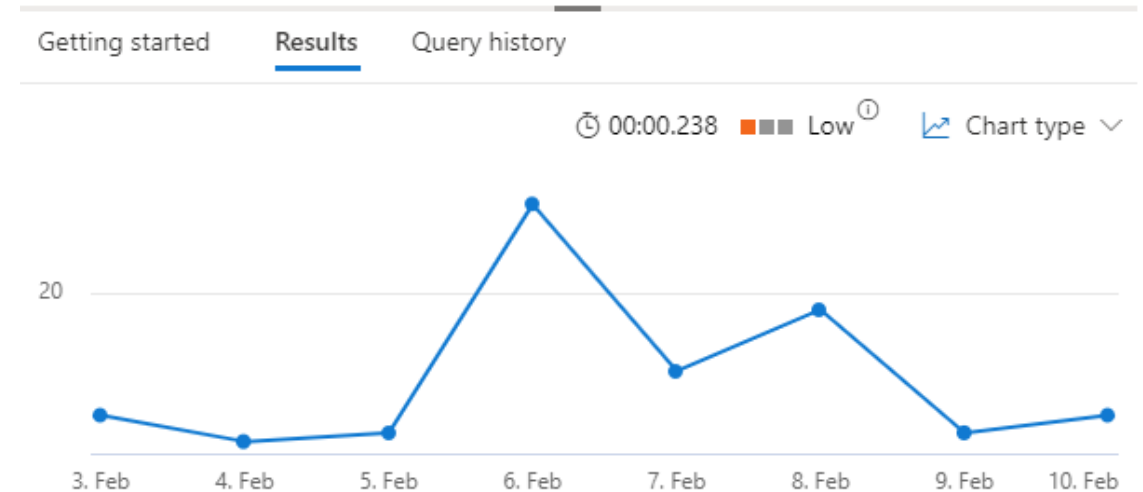 Getting started Results Query history
00:00.238 Low Chart type
20
3. Feb 4. Feb 5. Feb 6. Feb 7. Feb 8. Feb 9. Feb 10. Feb